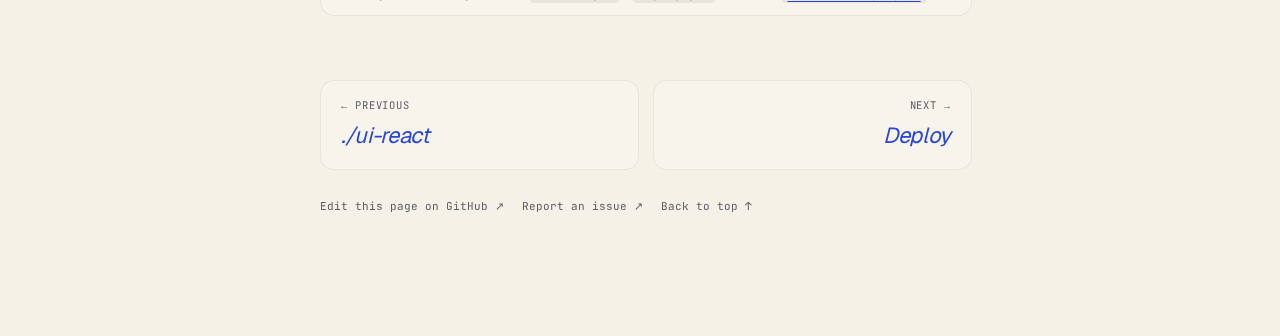 ← PREVIOUS
./ui-react
NEXT →
Deploy
Edit this page on GitHub ↗ Report an issue ↗ Back to top ↑